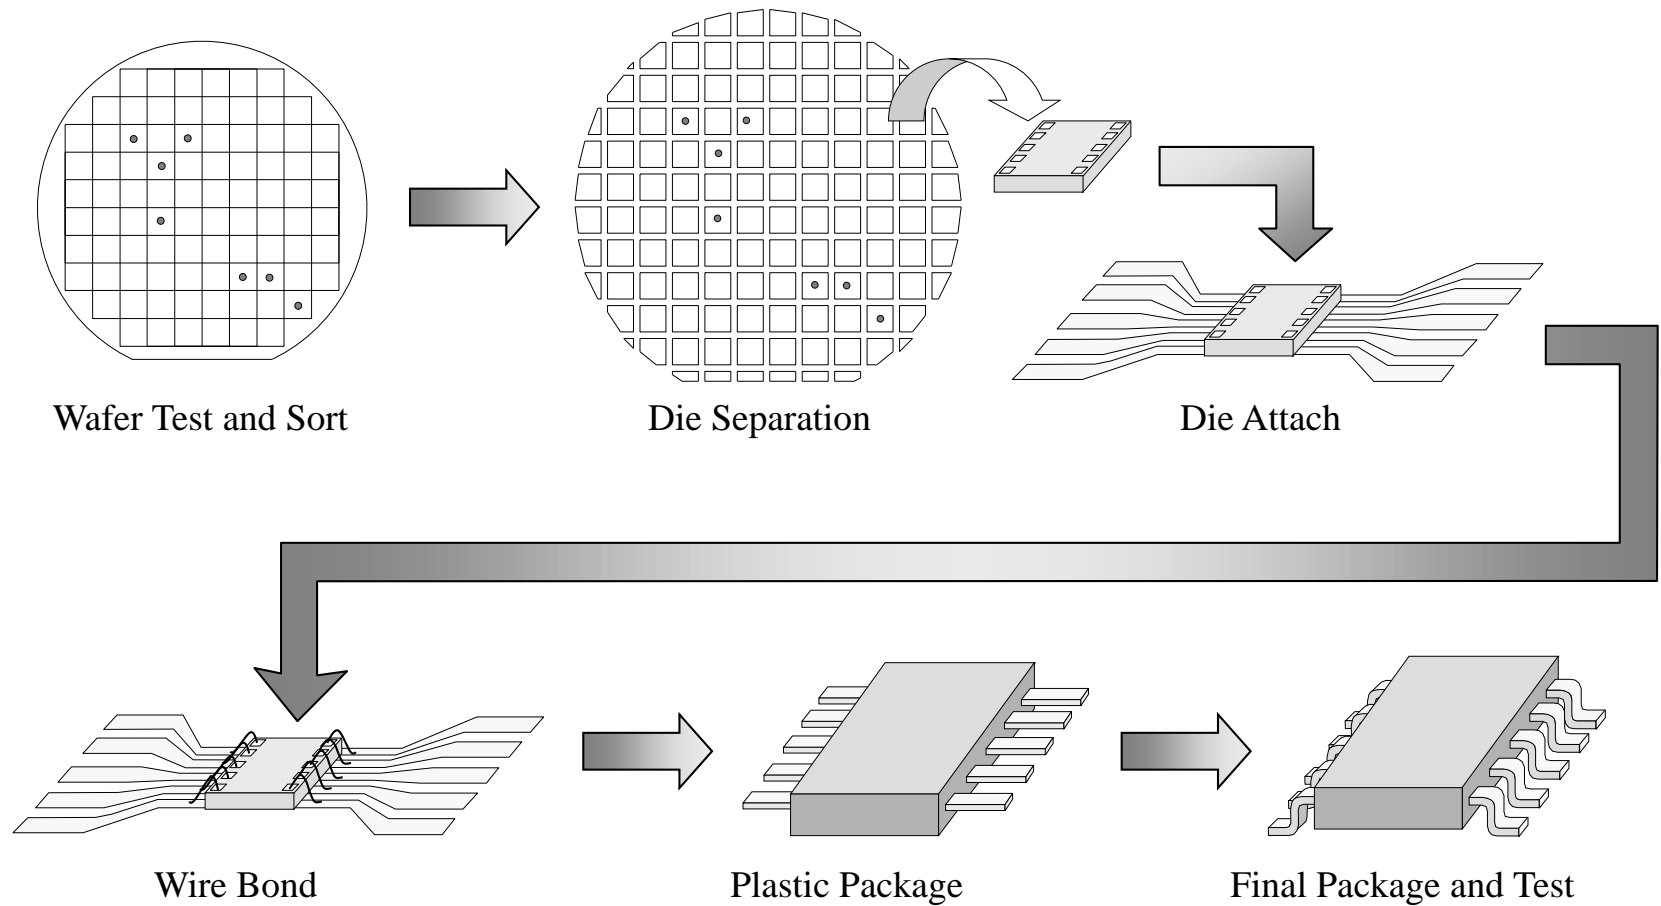 Wafer Test and Sort
Die Separation
Die Attach
Wire Bond
Plastic Package
Final Package and Test